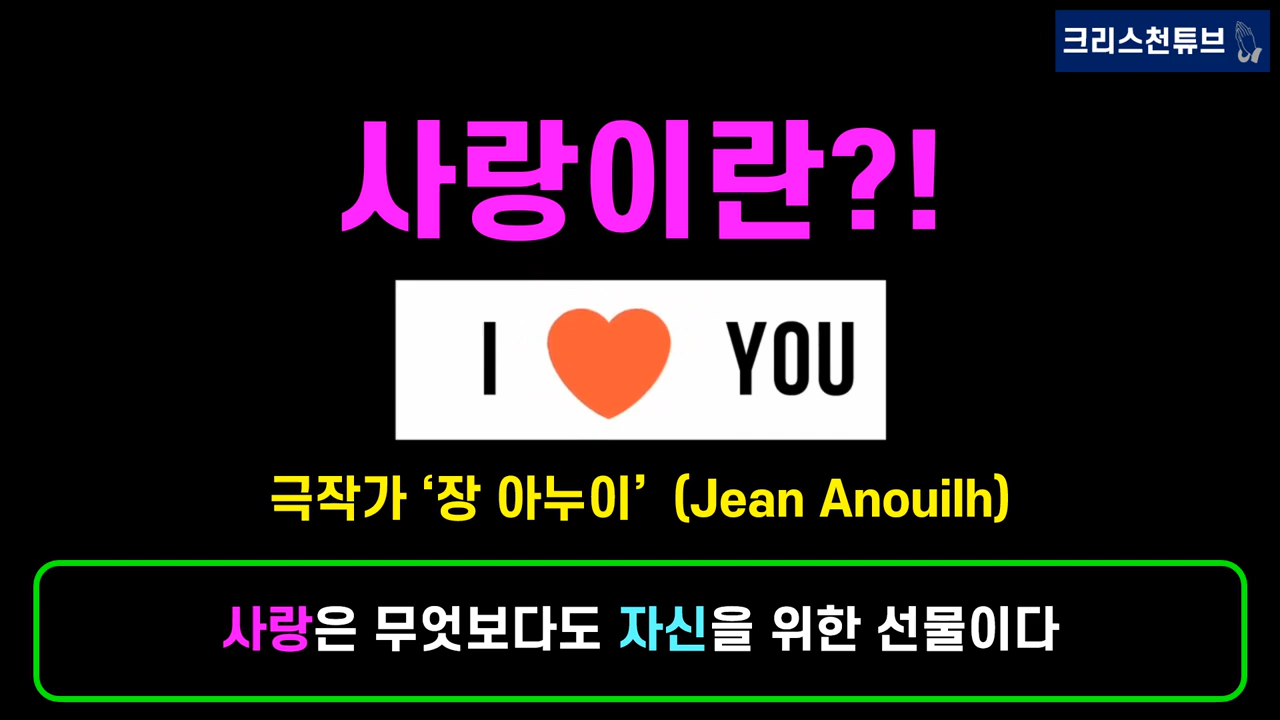 크리스천튜브
사랑이란?!
I YOU
극작가 ‘장 아누이’ (Jean Anouilh)
사랑은 무엇보다도 자신을 위한 선물이다